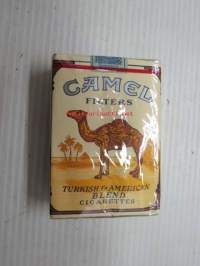 CAMEL
FILTERS
TURKISH & AMERICAN
BLEND
CIGARETTES